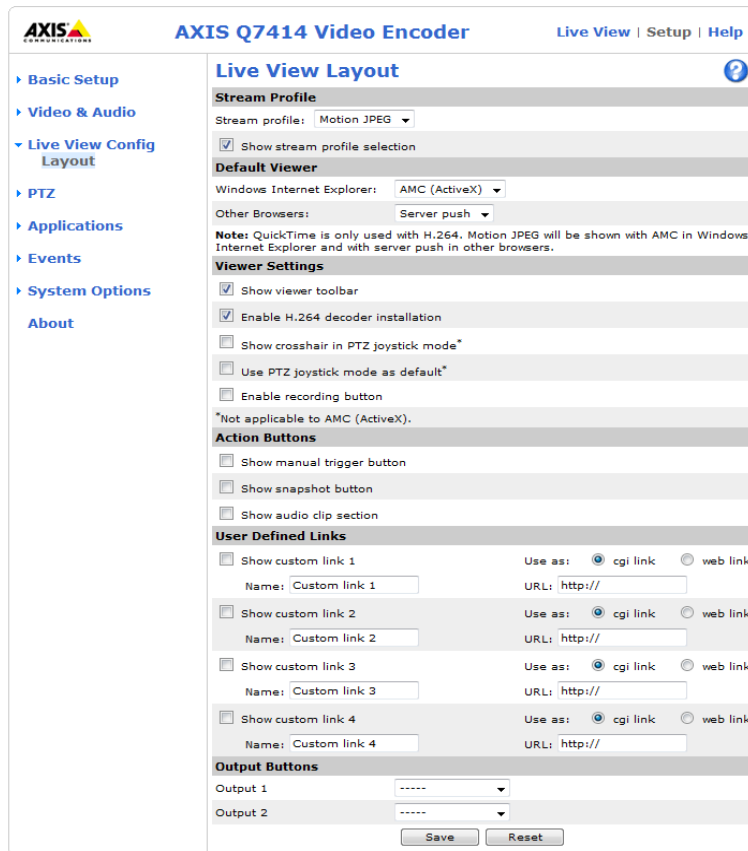 AXIS
COMMUNICATIONS
AXIS Q7414 Video Encoder
Live View | Setup | Help
Basic Setup
Video & Audio
Live View Config
Layout
PTZ
Applications
Events
System Options
About
Live View Layout
?
Stream Profile
Stream profile: Motion JPEG
Show stream profile selection
Default Viewer
Windows Internet Explorer: AMC (ActiveX)
Other Browsers: Server push
Note: QuickTime is only used with H.264. Motion JPEG will be shown with AMC in Windows
Internet Explorer and with server push in other browsers.
Viewer Settings
Show viewer toolbar
Enable H.264 decoder installation
Show crosshair in PTZ joystick mode*
Use PTZ joystick mode as default*
Enable recording button
*Not applicable to AMC (ActiveX).
Action Buttons
Show manual trigger button
Show snapshot button
Show audio clip section
User Defined Links
Show custom link 1 Use as: cgi link web link
Name: Custom link 1 URL: http://
Show custom link 2 Use as: cgi link web link
Name: Custom link 2 URL: http://
Show custom link 3 Use as: cgi link web link
Name: Custom link 3 URL: http://
Show custom link 4 Use as: cgi link web link
Name: Custom link 4 URL: http://
Output Buttons
Output 1 -----
Output 2 -----
Save Reset